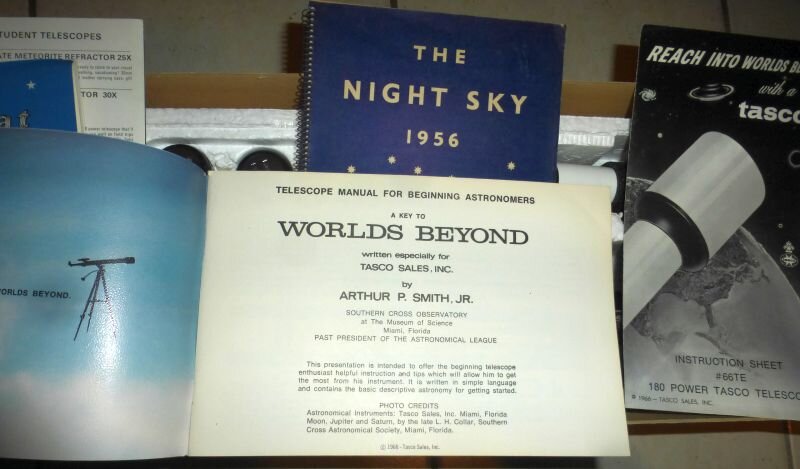 TUDENT TELESCOPES
ATE METEORITE REFRACTOR 25X
TOR 30X
at
THE
NIGHT SKY
1956
REACH INTO WORLDS B
with a
tasco
INSTRUCTION SHEET
#66TE
180 POWER TASCO TELESCO
© 1966 – TASCO SALES, INC.
ORLDS BEYOND.
TELESCOPE MANUAL FOR BEGINNING ASTRONOMERS
A KEY TO
WORLDS BEYOND
written especially for
TASCO SALES, INC.
by
ARTHUR P. SMITH, JR.
SOUTHERN CROSS OBSERVATORY
at The Museum of Science
Miami, Florida
PAST PRESIDENT OF THE ASTRONOMICAL LEAGUE
This presentation is intended to offer the beginning telescope
enthusiast helpful instruction and tips which will allow him to get
the most from his instrument. It is written in simple language
and contains the basic descriptive astronomy for getting started.
PHOTO CREDITS
Astronomical Instruments: Tasco Sales, Inc. Miami, Florida
Moon, Jupiter and Saturn, by the late L. H. Collar, Southern
Cross Astronomical Society, Miami, Florida.
© 1966 – Tasco Sales, Inc.